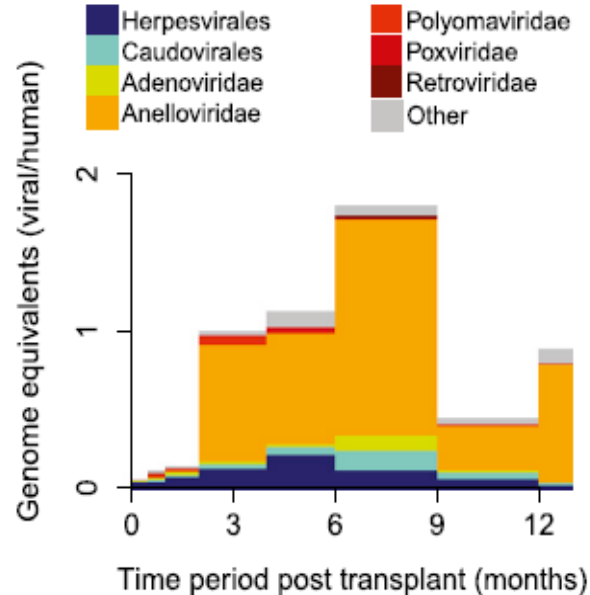 Herpesvirales
Caudovirales
Adenoviridae
Anelloviridae
Polyomaviridae
Poxviridae
Retroviridae
Other
Genome equivalents (viral/human)
2
1
0
0 3 6 9 12
Time period post transplant (months)